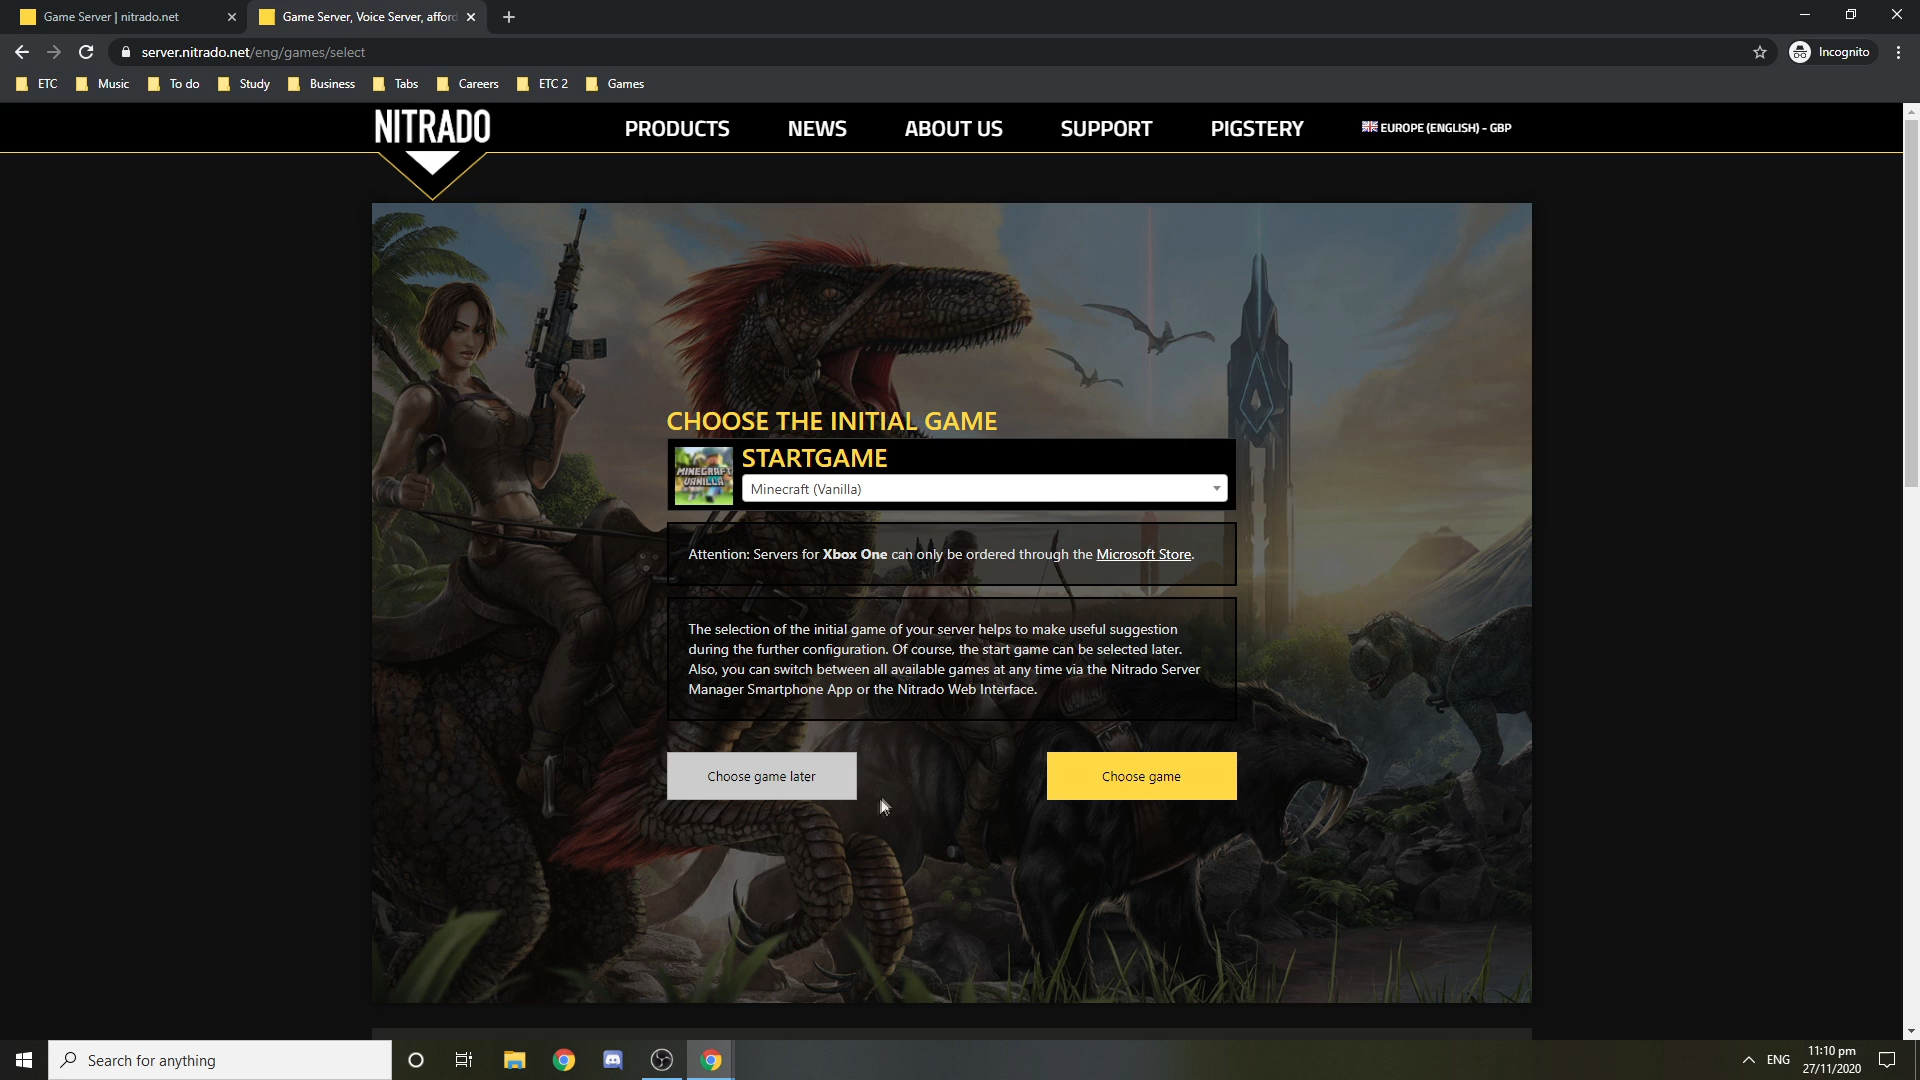 Game Server | nitrado.net
Game Server, Voice Server, afford
server.nitrado.net/eng/games/select
Incognito
ETC
Music
To do
Study
Business
Tabs
Careers
ETC 2
Games
NITRADO
PRODUCTS
NEWS
ABOUT US
SUPPORT
PIGSTERY
EUROPE (ENGLISH) - GBP
CHOOSE THE INITIAL GAME
STARTGAME
MINECRAFT
VANILLA
Minecraft (Vanilla)
Attention: Servers for Xbox One can only be ordered through the Microsoft Store.
The selection of the initial game of your server helps to make useful suggestion
during the further configuration. Of course, the start game can be selected later.
Also, you can switch between all available games at any time via the Nitrado Server
Manager Smartphone App or the Nitrado Web Interface.
Choose game later
Choose game
Search for anything
ENG
11:10 pm
27/11/2020